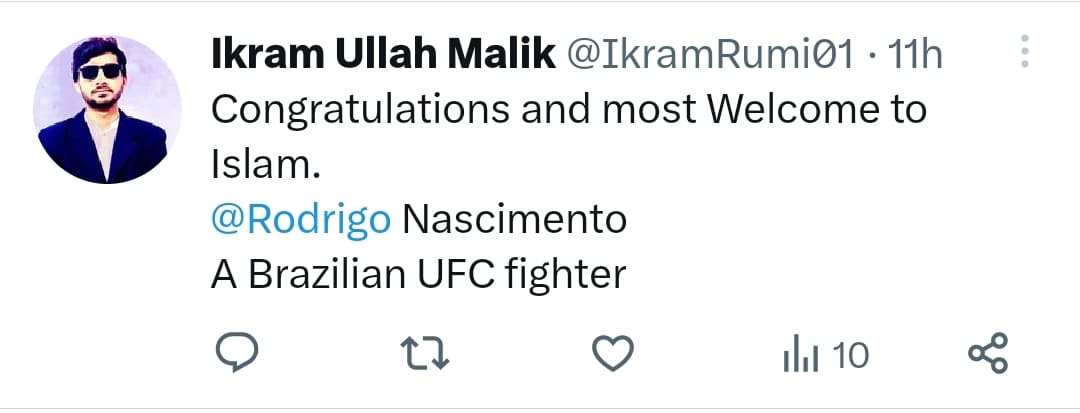 Ikram Ullah Malik @IkramRumi01 · 11h
Congratulations and most Welcome to
Islam.
@Rodrigo Nascimento
A Brazilian UFC fighter
10